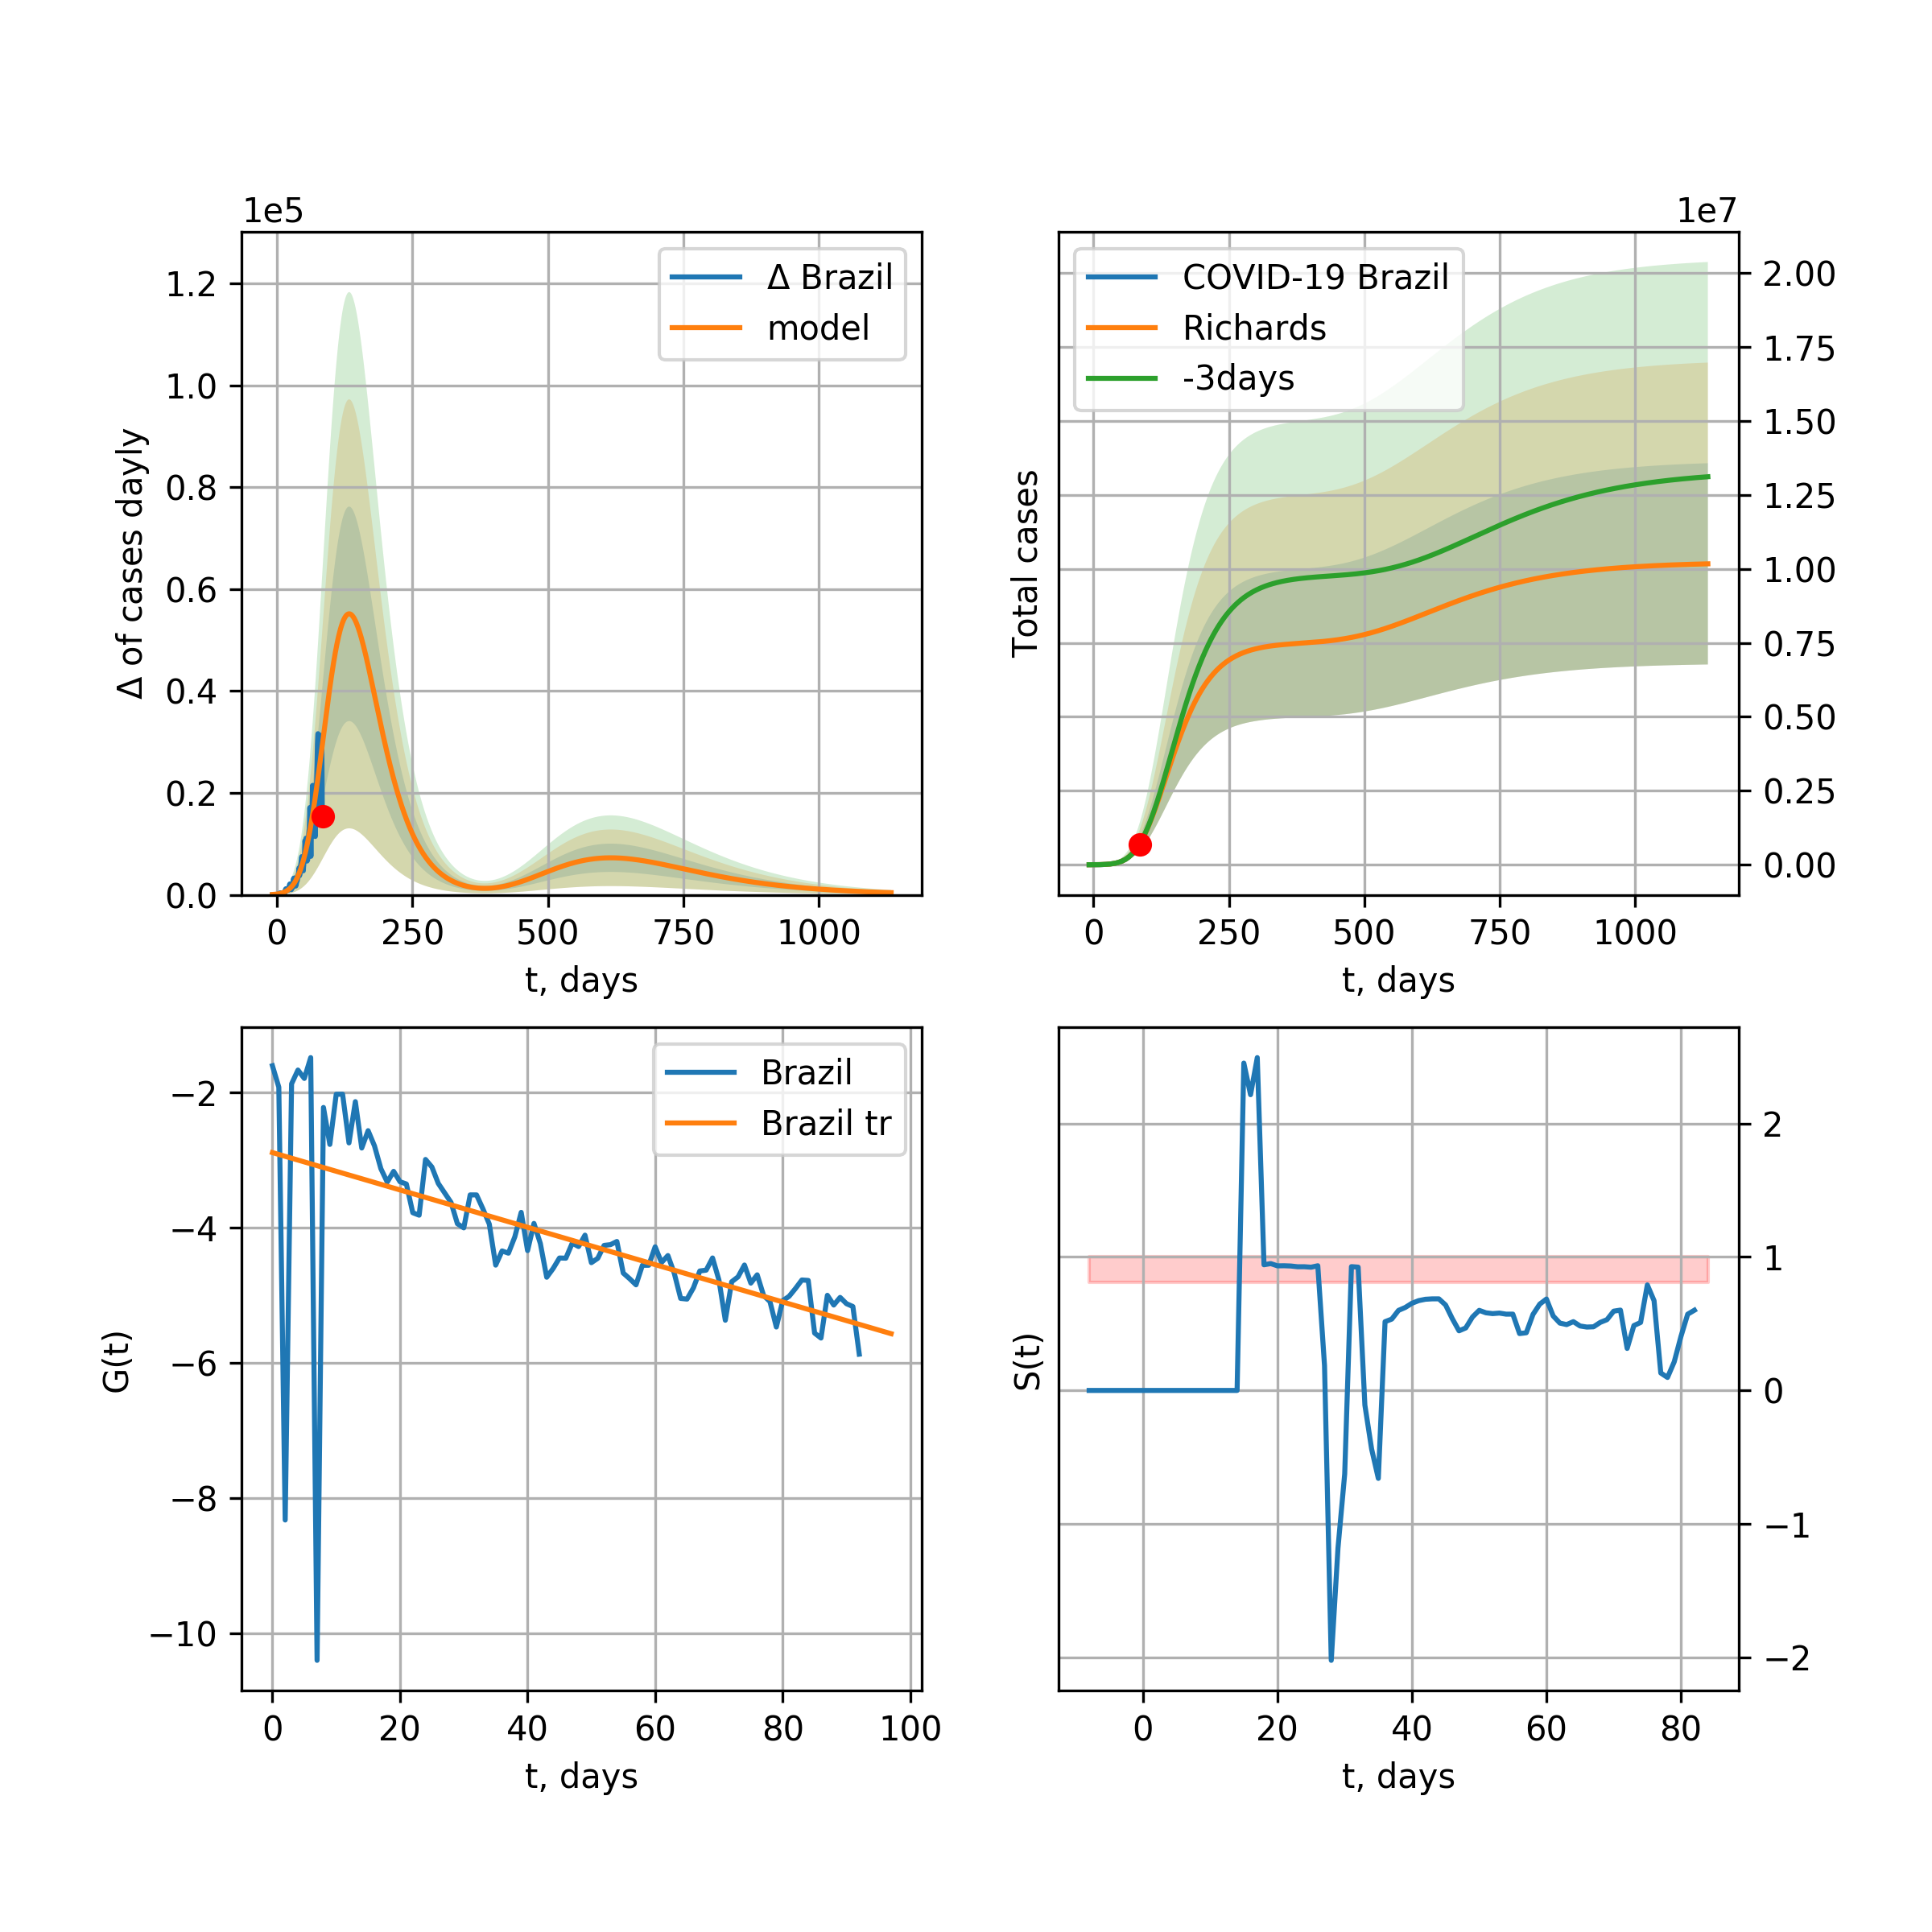 1e5
Δ of cases dayly
1.2
1.0
0.8
0.6
0.4
0.2
0.0
Δ Brazil
model
0 250 500 750 1000
t, days
1e7
Total cases
COVID-19 Brazil
Richards
-3days
2.00
1.75
1.50
1.25
1.00
0.75
0.50
0.25
0.00
0 250 500 750 1000
t, days
G(t)
−2
−4
−6
−8
−10
Brazil
Brazil tr
0 20 40 60 80 100
t, days
S(t)
2
1
0
−1
−2
0 20 40 60 80
t, days